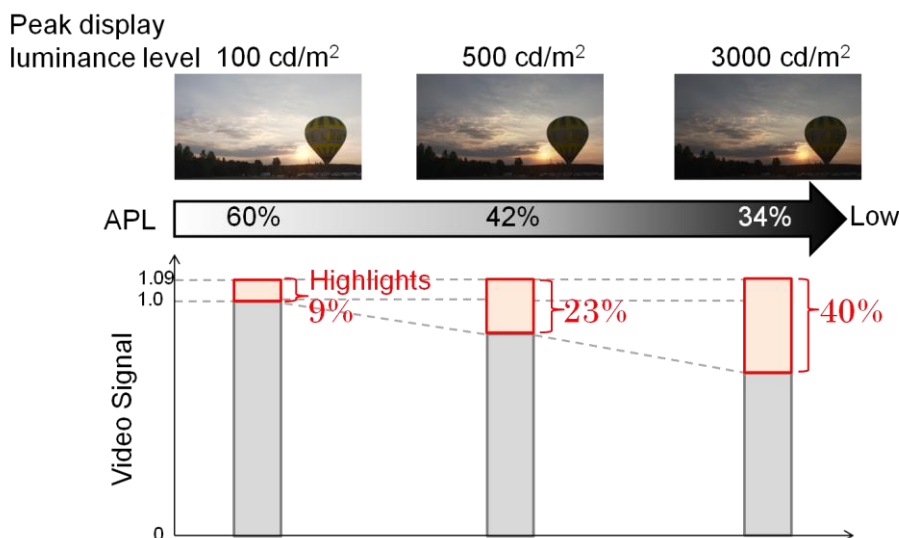 Peak display
luminance level 100 cd/m² 500 cd/m² 3000 cd/m²
APL 60% 42% 34% Low
1.09
1.0
Highlights
9% 23% 40%
Video Signal
0